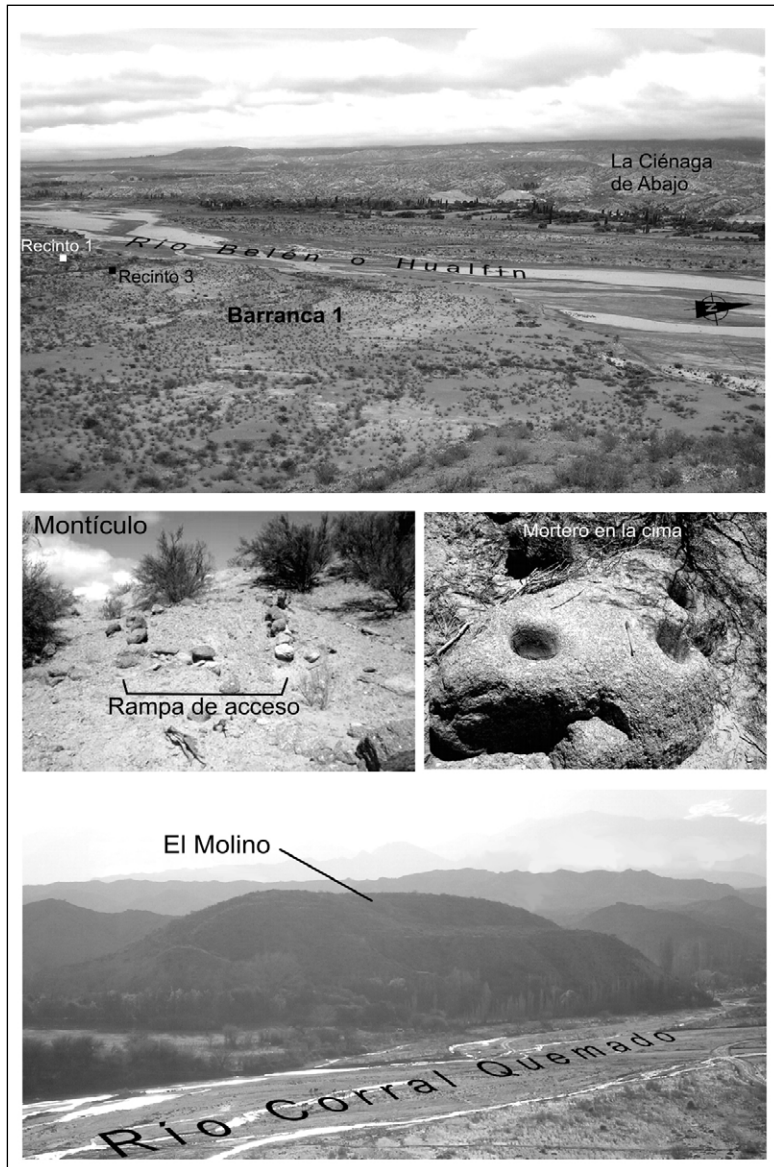 La Ciénaga
de Abajo
Recinto 1
Río Belén o Hualfín
Recinto 3
Barranca 1
N
Montículo
Rampa de acceso
Mortero en la cima
El Molino
Río Corral Quemado